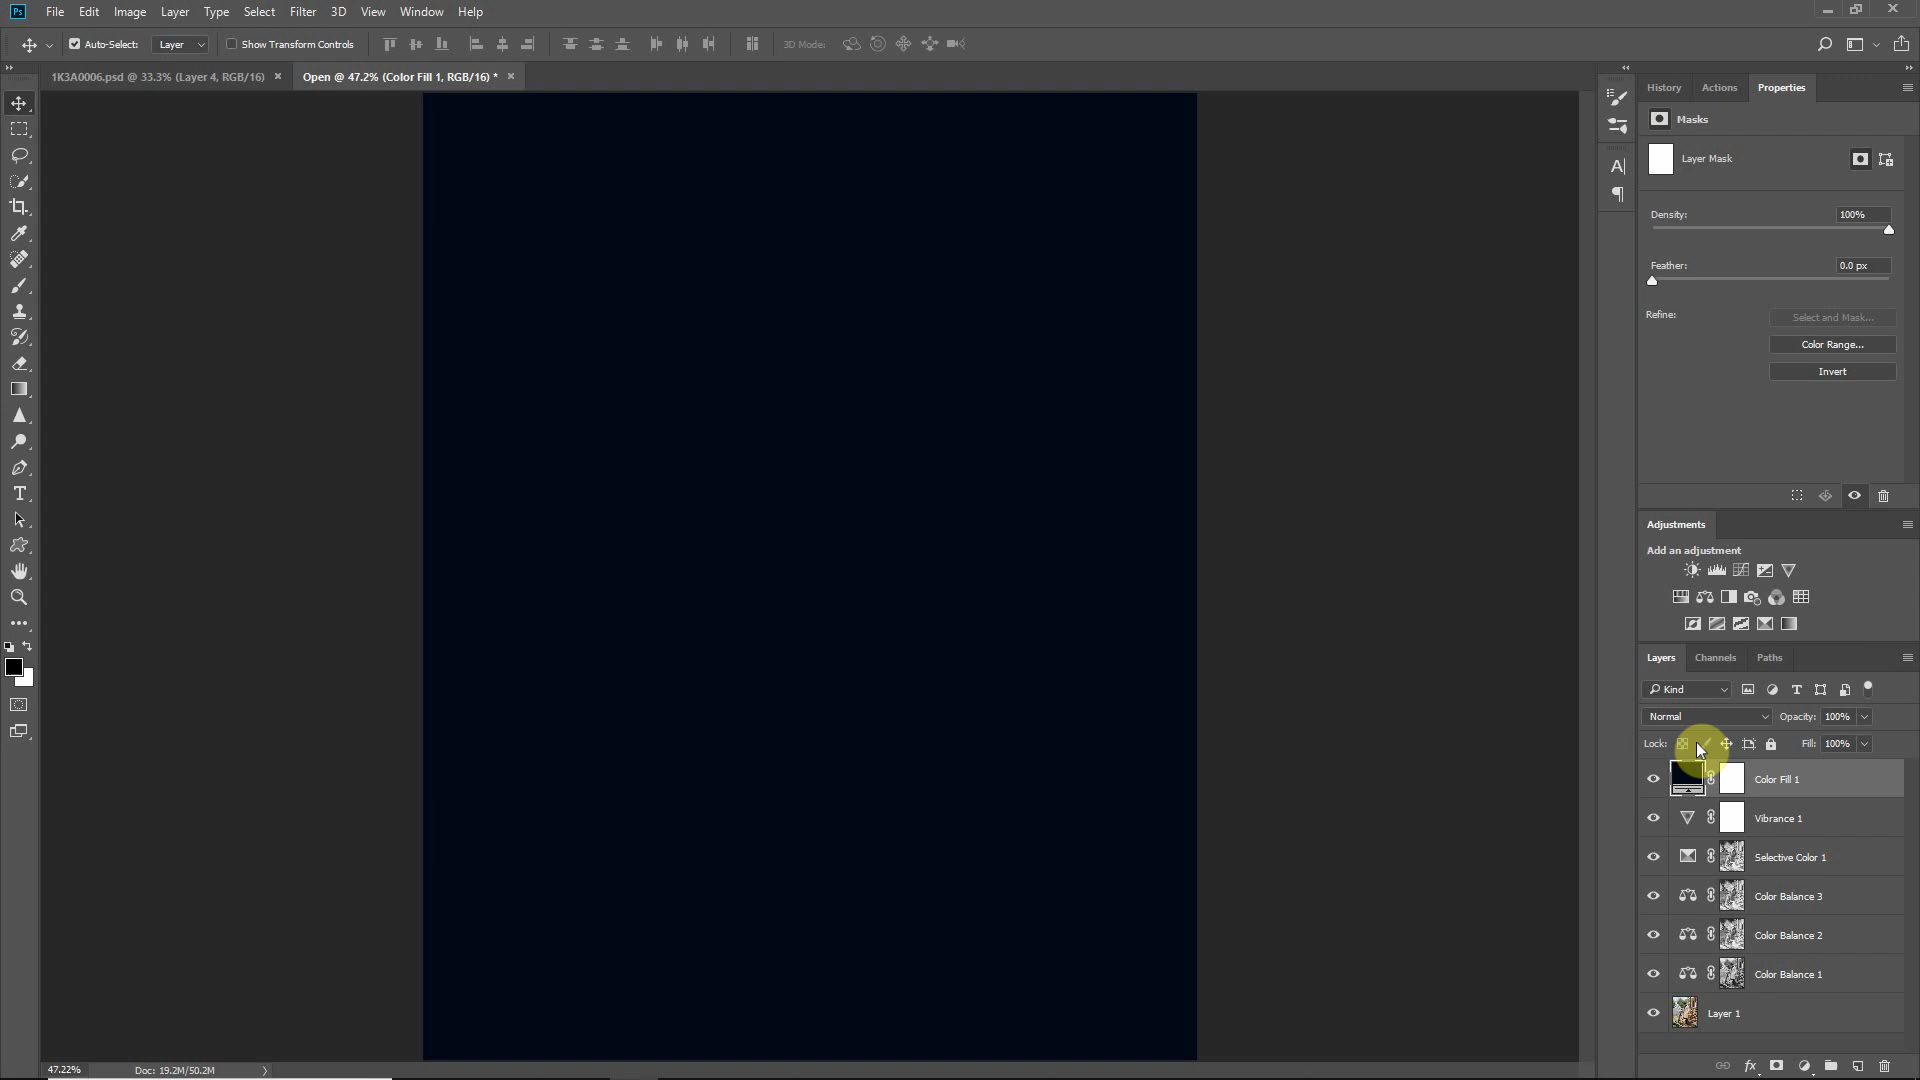 Ps File Edit Image Layer Type Select Filter 3D View Window Help
Auto-Select: Layer Show Transform Controls 3D Mode:
1K3A0006.psd @ 33.3% (Layer 4, RGB/16) × Open @ 47.2% (Color Fill 1, RGB/16) * ×
History Actions Properties
Masks
Layer Mask
Density: 100%
Feather: 0.0 px
Refine: Select and Mask...
Color Range...
Invert
Adjustments
Add an adjustment
Layers Channels Paths
Kind
Normal Opacity: 100%
Lock: Fill: 100%
Color Fill 1
Vibrance 1
Selective Color 1
Color Balance 3
Color Balance 2
Color Balance 1
Layer 1
47.22% Doc: 19.2M/50.2M